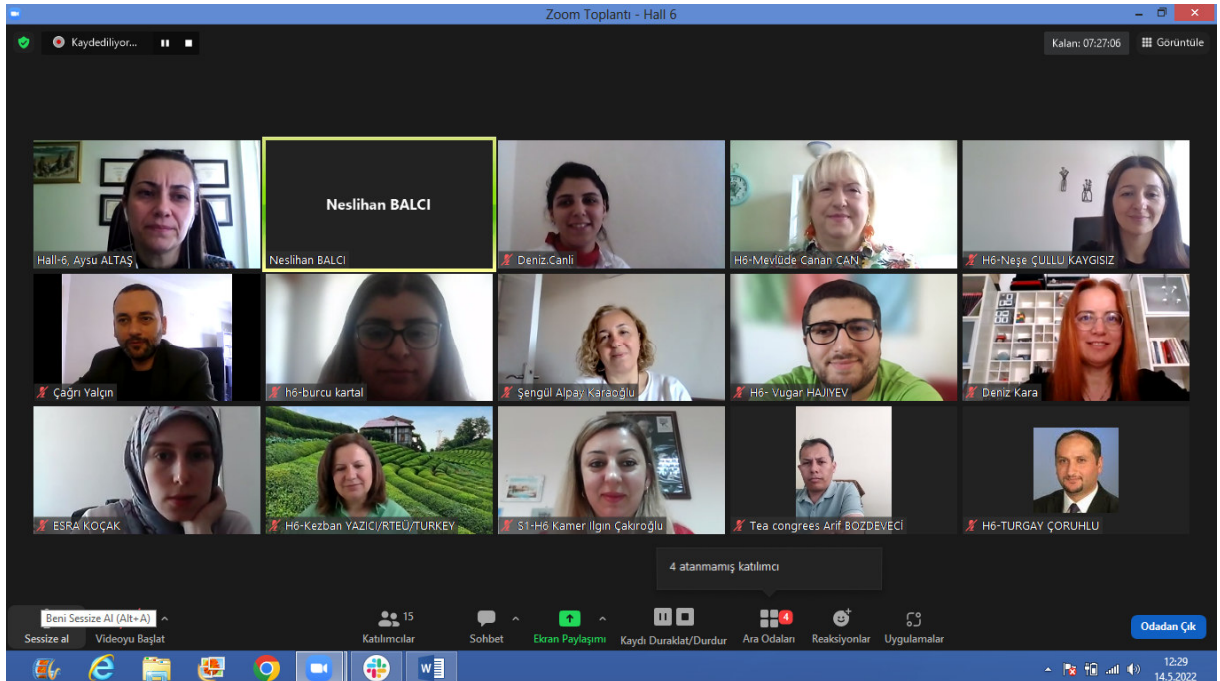 Zoom Toplantı - Hall 6
Kaydediliyor...
Kalan: 07:27:06
Görüntüle
Hall-6, Aysu ALTAŞ
Neslihan BALCI
Neslihan BALCI
Deniz.Canli
H6-Mevlüde Canan CAN
H6-Neşe ÇULLU KAYGISIZ
Çağrı Yalçın
h6-burcu kartal
Şengül Alpay Karaoğlu
H6- Vugar HAJIYEV
Deniz Kara
ESRA KOÇAK
H6-Kezban YAZICI/RTEÜ/TURKEY
S1-H6 Kamer Ilgın Çakıroğlu
Tea congrees Arif BOZDEVECİ
H6-TURGAY ÇORUHLU
4 atanmamış katılımcı
Beni Sessize Al (Alt+A)
15
4
Sessize al
Videoyu Başlat
Katılımcılar
Sohbet
Ekran Paylaşımı
Kaydı Duraklat/Durdur
Ara Odaları
Reaksiyonlar
Uygulamalar
Odadan Çık
12:29
14.5.2022